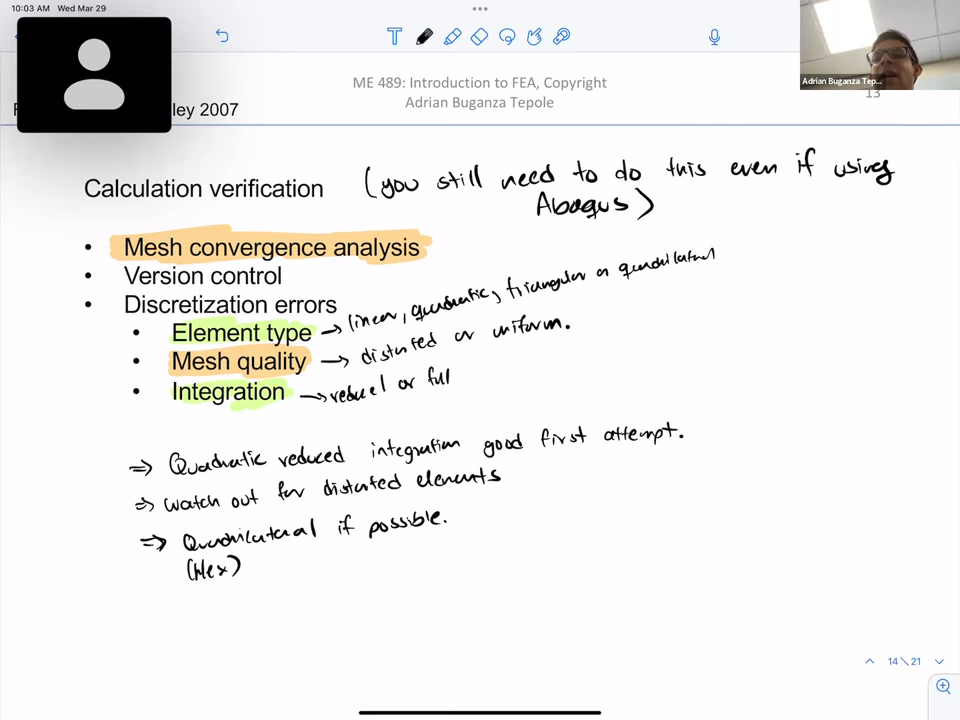 10:03 AM Wed Mar 29
ME 489: Introduction to FEA, Copyright
Adrian Buganza Tepole
Adrian Buganza Tep...
13
ley 2007
Calculation verification (you still need to do this even if using
Abaqus)
• Mesh convergence analysis
• Version control
• Discretization errors
• Element type → linear, quadratic, triangular or quadrilateral
• Mesh quality → distorted or uniform.
• Integration → reduced or full
⇒ Quadratic reduced integration good first attempt.
⇒ watch out for distorted elements
⇒ Quadrilateral if possible.
(Hex)
14\21